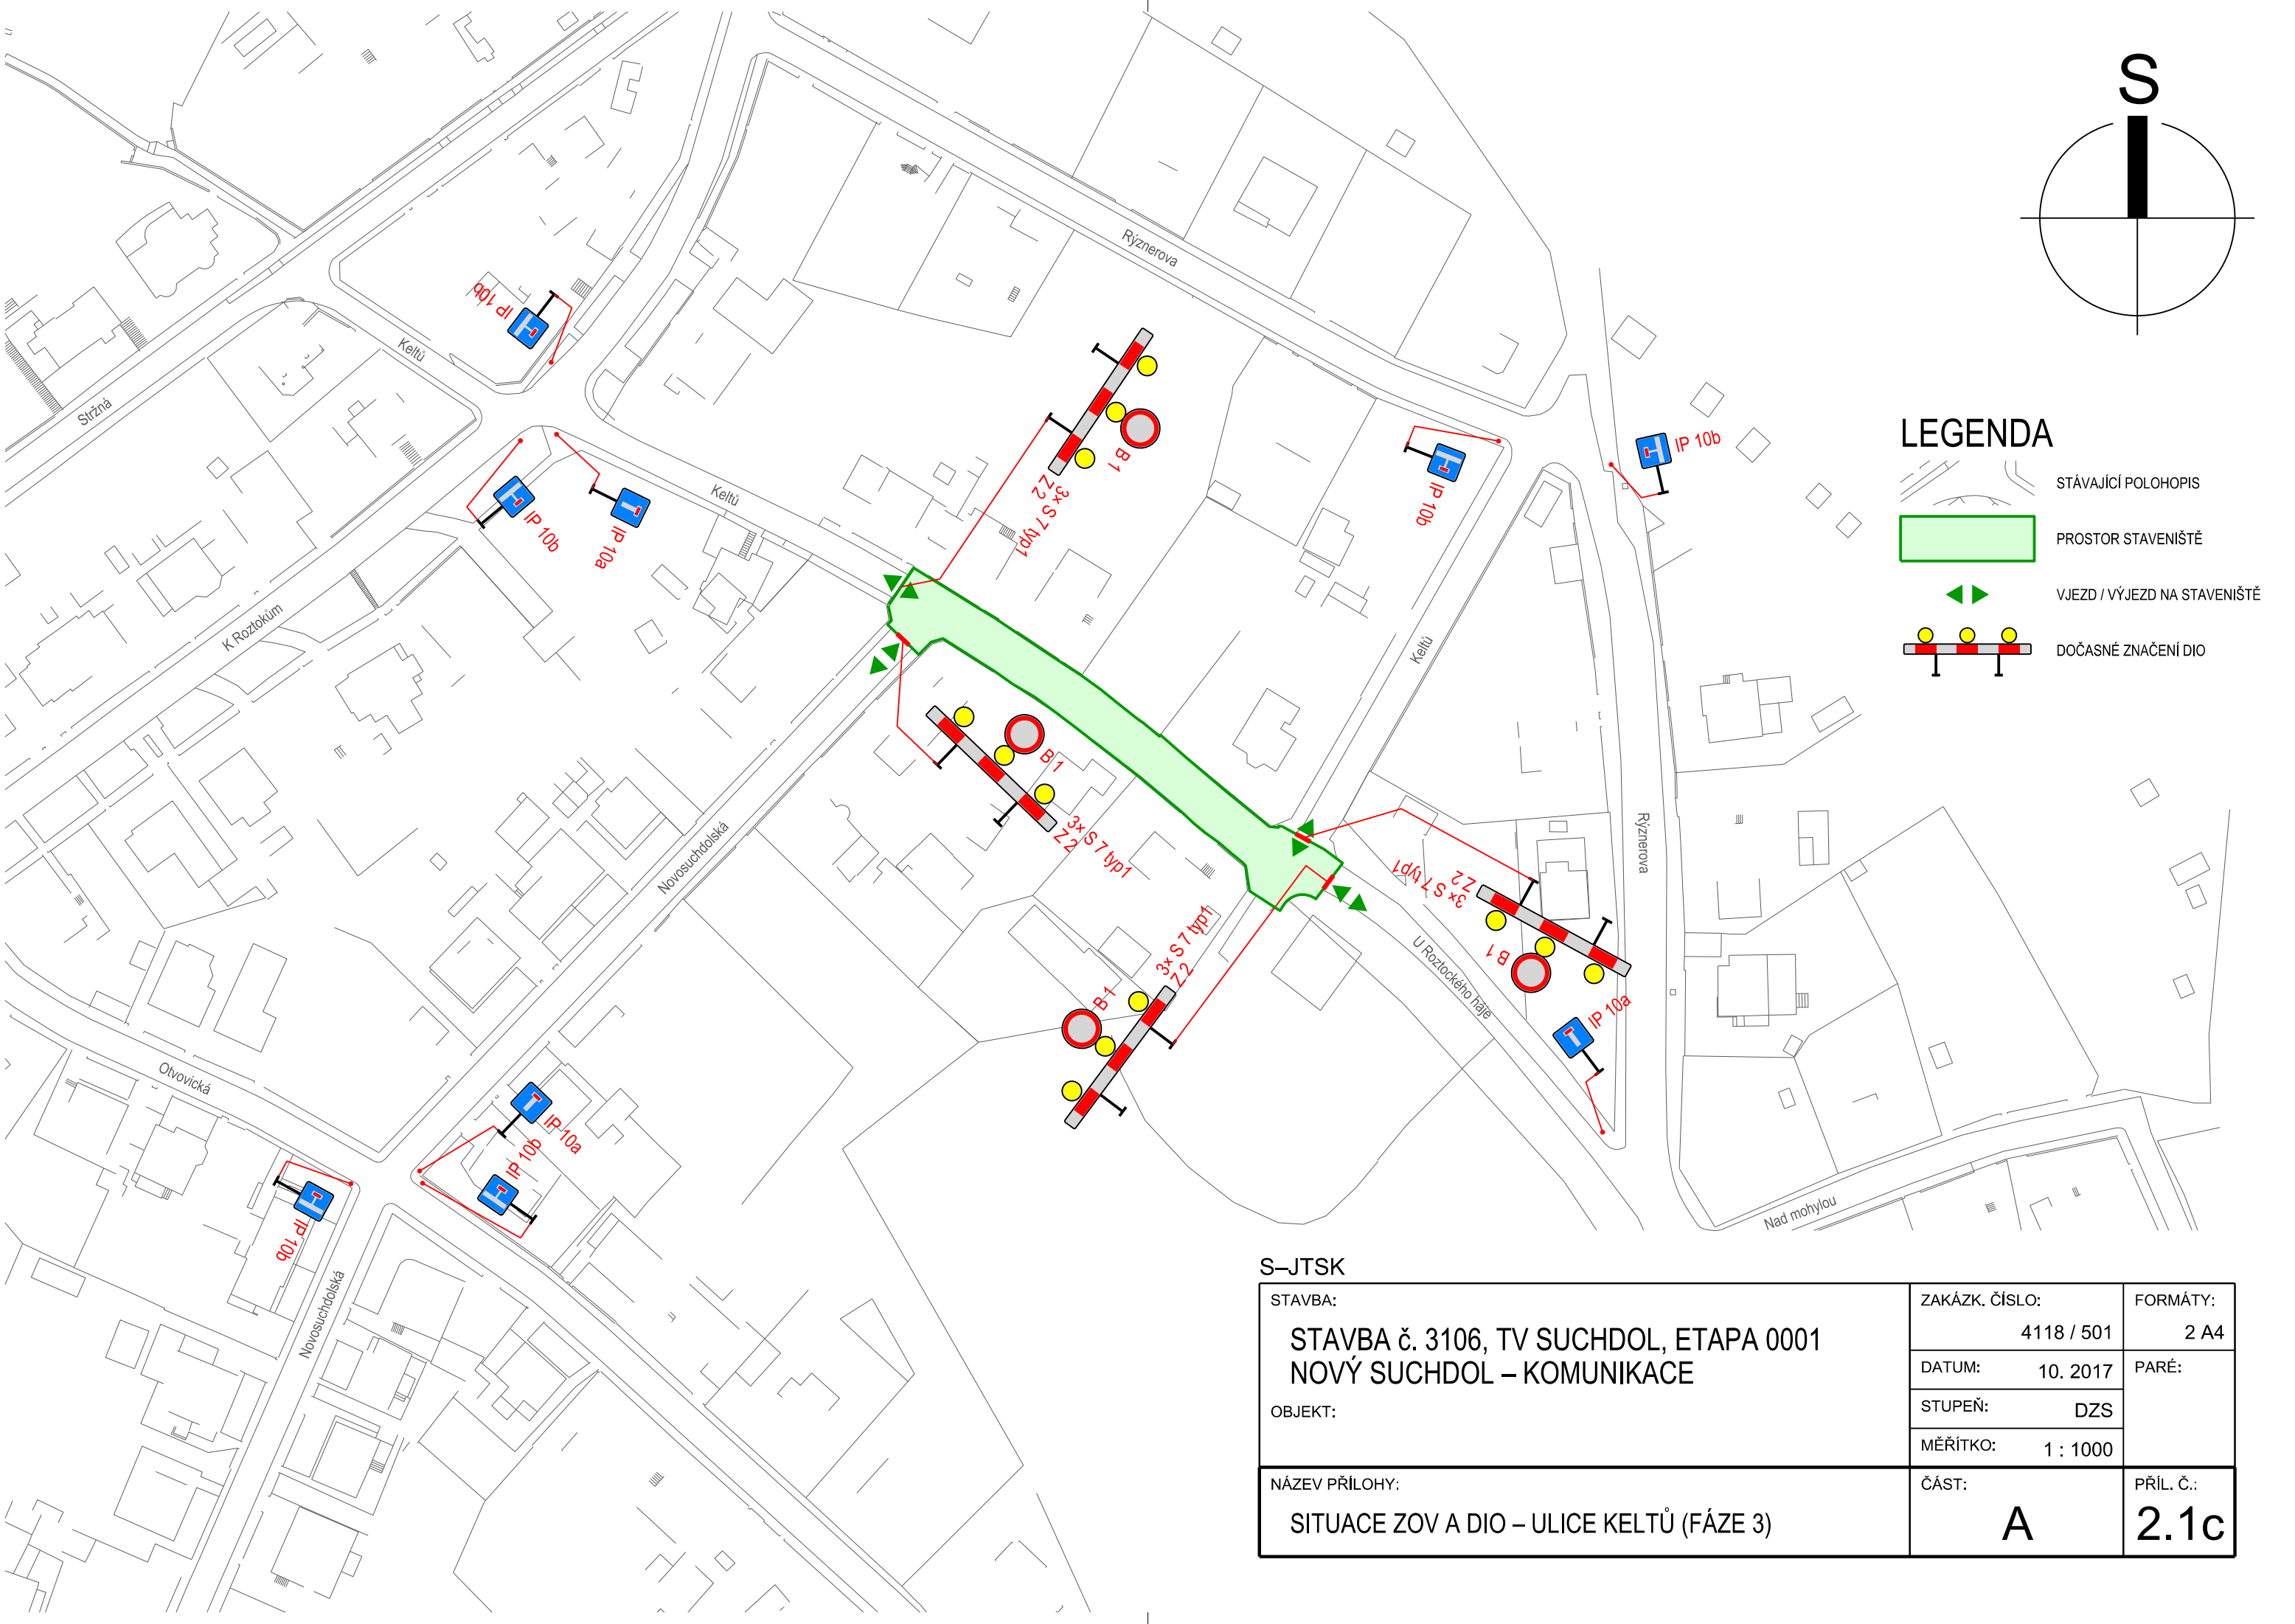 S
Rýznerova
IP 10b
Keltů
Stržná
IP 10b
IP 10a
Keltů
K Roztokům
B 1
Z 2
3× S 7 typ1
IP 10b
IP 10b
Keltů
LEGENDA
STÁVAJÍCÍ POLOHOPIS
PROSTOR STAVENIŠTĚ
VJEZD / VÝJEZD NA STAVENIŠTĚ
DOČASNÉ ZNAČENÍ DIO
B 1
3× S 7 typ1
Z 2
Novosuchdolská
Rýznerova
3× S 7 typ1
Z 2
B 1
U Roztockého háje
IP 10a
3× S 7 typ1
Z 2
B 1
Otvovická
IP 10a
IP 10b
IP 10b
Novosuchdolská
Nad mohylou
S–JTSK
STAVBA:
STAVBA č. 3106, TV SUCHDOL, ETAPA 0001
NOVÝ SUCHDOL – KOMUNIKACE
OBJEKT:
ZAKÁZK. ČÍSLO:
4118 / 501
FORMÁTY:
2 A4
DATUM: 10. 2017
PARÉ:
STUPEŇ: DZS
MĚŘÍTKO: 1 : 1000
NÁZEV PŘÍLOHY:
SITUACE ZOV A DIO – ULICE KELTŮ (FÁZE 3)
ČÁST:
A
PŘÍL. Č.:
2.1c